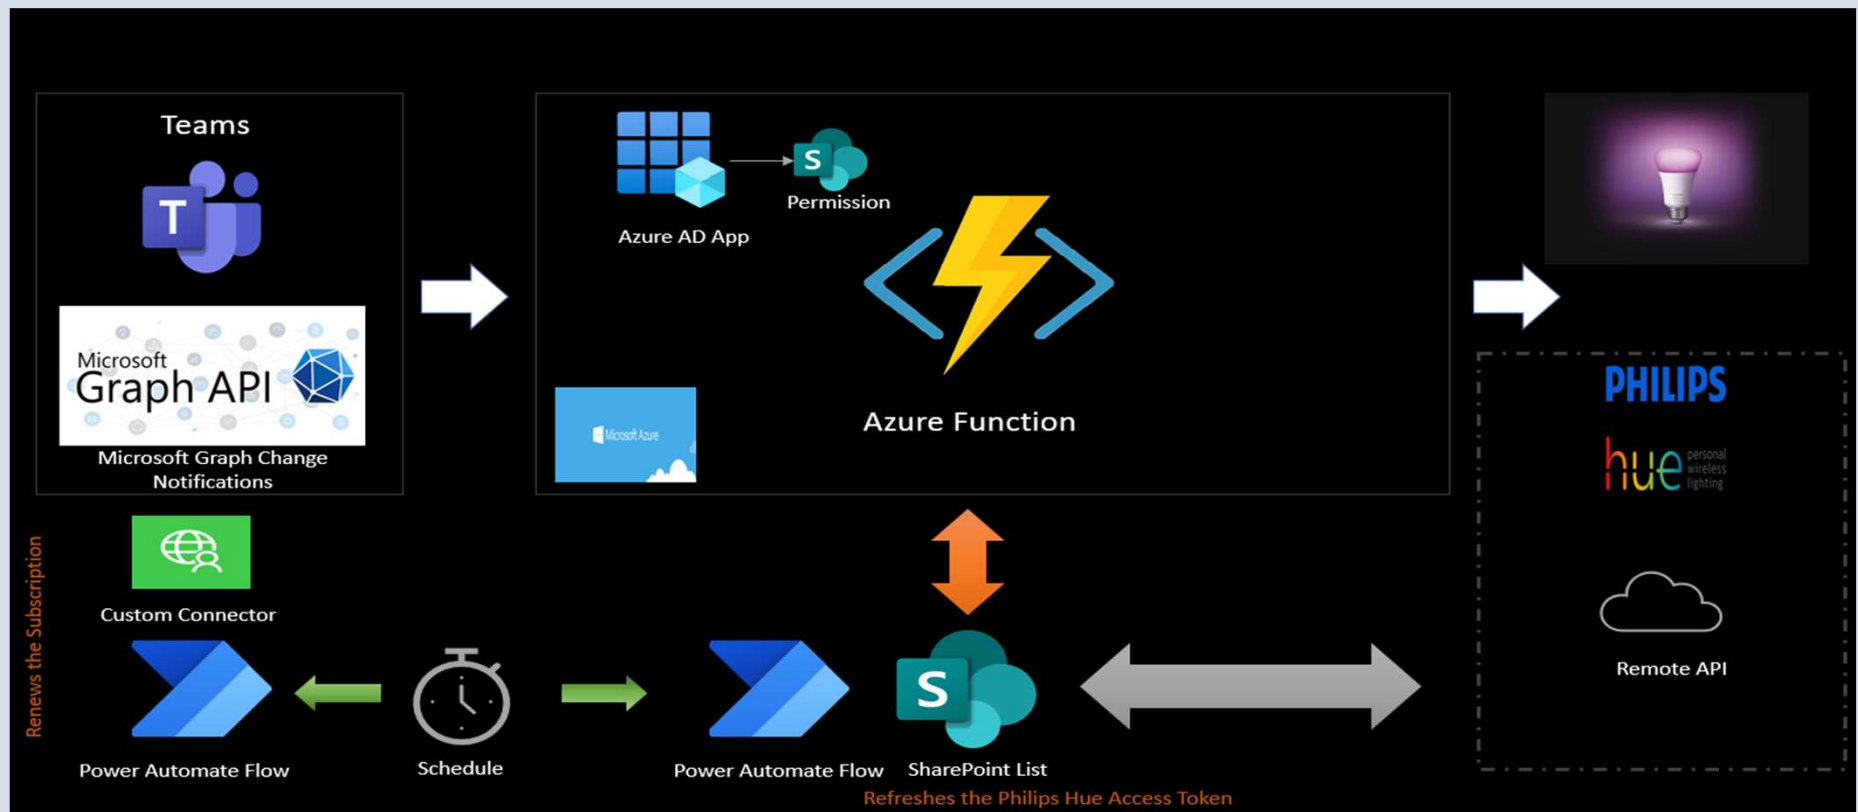 Teams
T
Microsoft
Graph API
Microsoft Graph Change
Notifications
Azure AD App
S
Permission
Microsoft Azure
Azure Function
PHILIPS
hue
personal
wireless
lighting
Remote API
Renews the Subscription
Custom Connector
Power Automate Flow
Schedule
Power Automate Flow
S
SharePoint List
Refreshes the Philips Hue Access Token